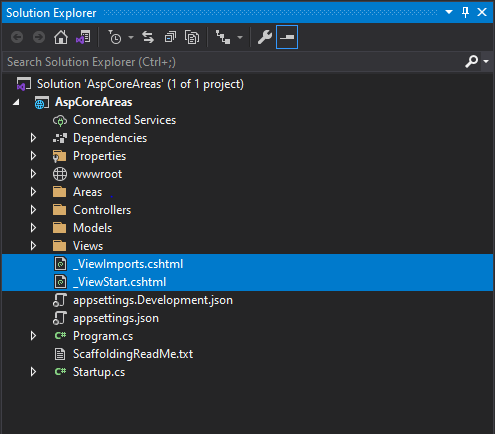 Solution Explorer
Search Solution Explorer (Ctrl+;)
Solution 'AspCoreAreas' (1 of 1 project)
AspCoreAreas
Connected Services
Dependencies
Properties
wwwroot
Areas
Controllers
Models
Views
_ViewImports.cshtml
_ViewStart.cshtml
appsettings.Development.json
appsettings.json
C# Program.cs
ScaffoldingReadMe.txt
C# Startup.cs